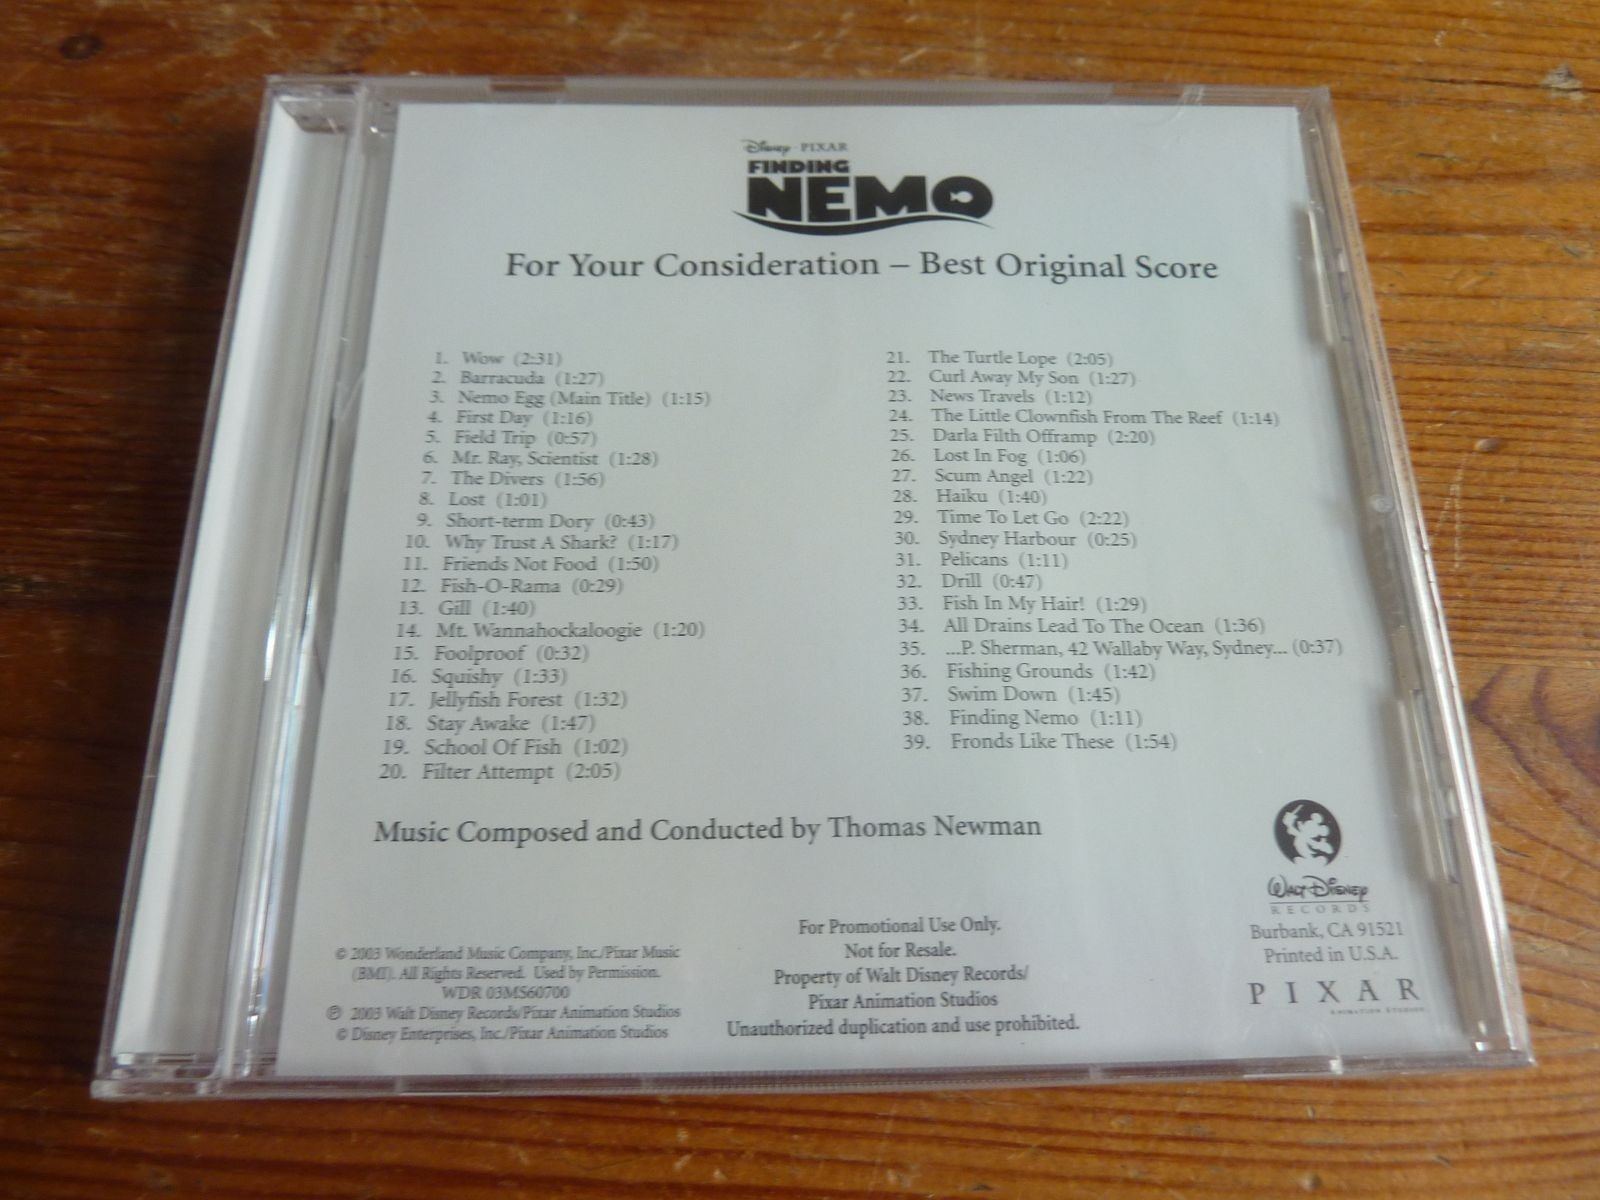 Disney · PIXAR
FINDING
NEMO
For Your Consideration – Best Original Score
1. Wow (2:31)
2. Barracuda (1:27)
3. Nemo Egg (Main Title) (1:15)
4. First Day (1:16)
5. Field Trip (0:57)
6. Mr. Ray, Scientist (1:28)
7. The Divers (1:56)
8. Lost (1:01)
9. Short-term Dory (0:43)
10. Why Trust A Shark? (1:17)
11. Friends Not Food (1:50)
12. Fish-O-Rama (0:29)
13. Gill (1:40)
14. Mt. Wannahockaloogie (1:20)
15. Foolproof (0:32)
16. Squishy (1:33)
17. Jellyfish Forest (1:32)
18. Stay Awake (1:47)
19. School Of Fish (1:02)
20. Filter Attempt (2:05)
21. The Turtle Lope (2:05)
22. Curl Away My Son (1:27)
23. News Travels (1:12)
24. The Little Clownfish From The Reef (1:14)
25. Darla Filth Offramp (2:20)
26. Lost In Fog (1:06)
27. Scum Angel (1:22)
28. Haiku (1:40)
29. Time To Let Go (2:22)
30. Sydney Harbour (0:25)
31. Pelicans (1:11)
32. Drill (0:47)
33. Fish In My Hair! (1:29)
34. All Drains Lead To The Ocean (1:36)
35. ...P. Sherman, 42 Wallaby Way, Sydney... (0:37)
36. Fishing Grounds (1:42)
37. Swim Down (1:45)
38. Finding Nemo (1:11)
39. Fronds Like These (1:54)
Music Composed and Conducted by Thomas Newman
© 2003 Wonderland Music Company, Inc./Pixar Music
(BMI). All Rights Reserved. Used by Permission.
WDR 03MS60700
℗ 2003 Walt Disney Records/Pixar Animation Studios
© Disney Enterprises, Inc./Pixar Animation Studios
For Promotional Use Only.
Not for Resale.
Property of Walt Disney Records/
Pixar Animation Studios
Unauthorized duplication and use prohibited.
WALT DISNEY
RECORDS
Burbank, CA 91521
Printed in U.S.A.
PIXAR
ANIMATION STUDIOS